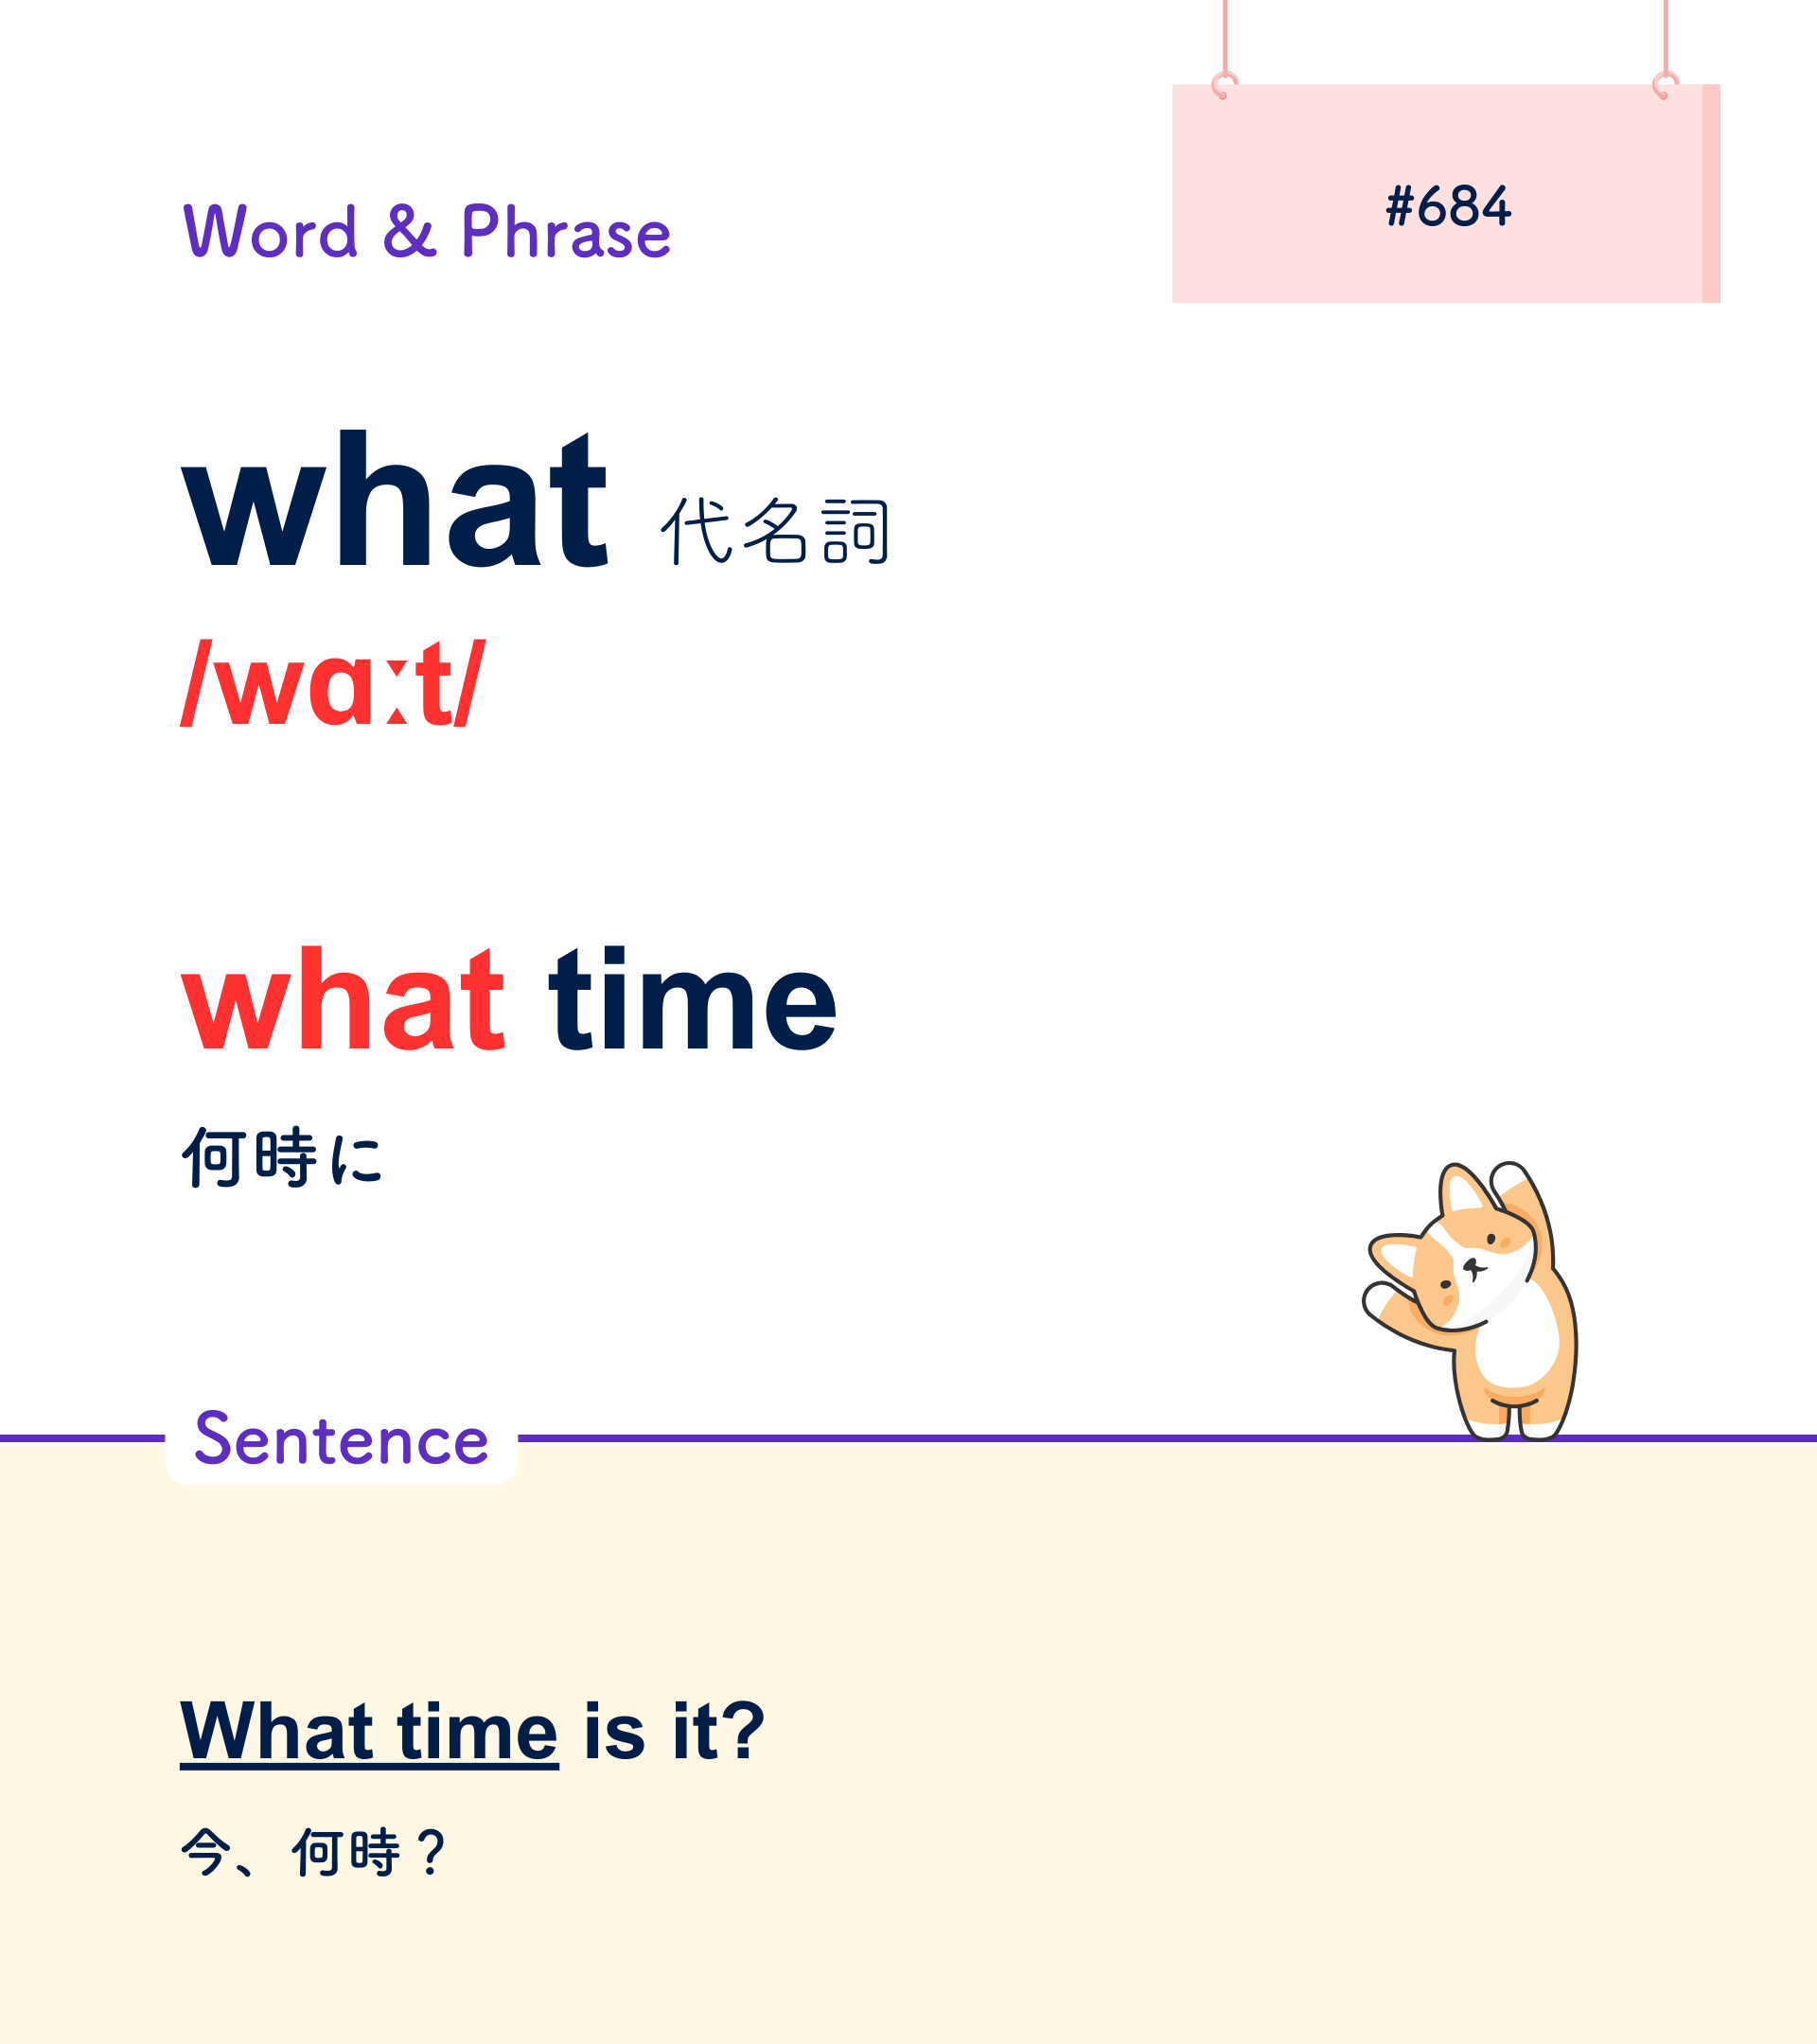 #684
Word & Phrase
what 代名詞
/wɑːt/
what time
何時に
Sentence
What time is it?
今、何時？